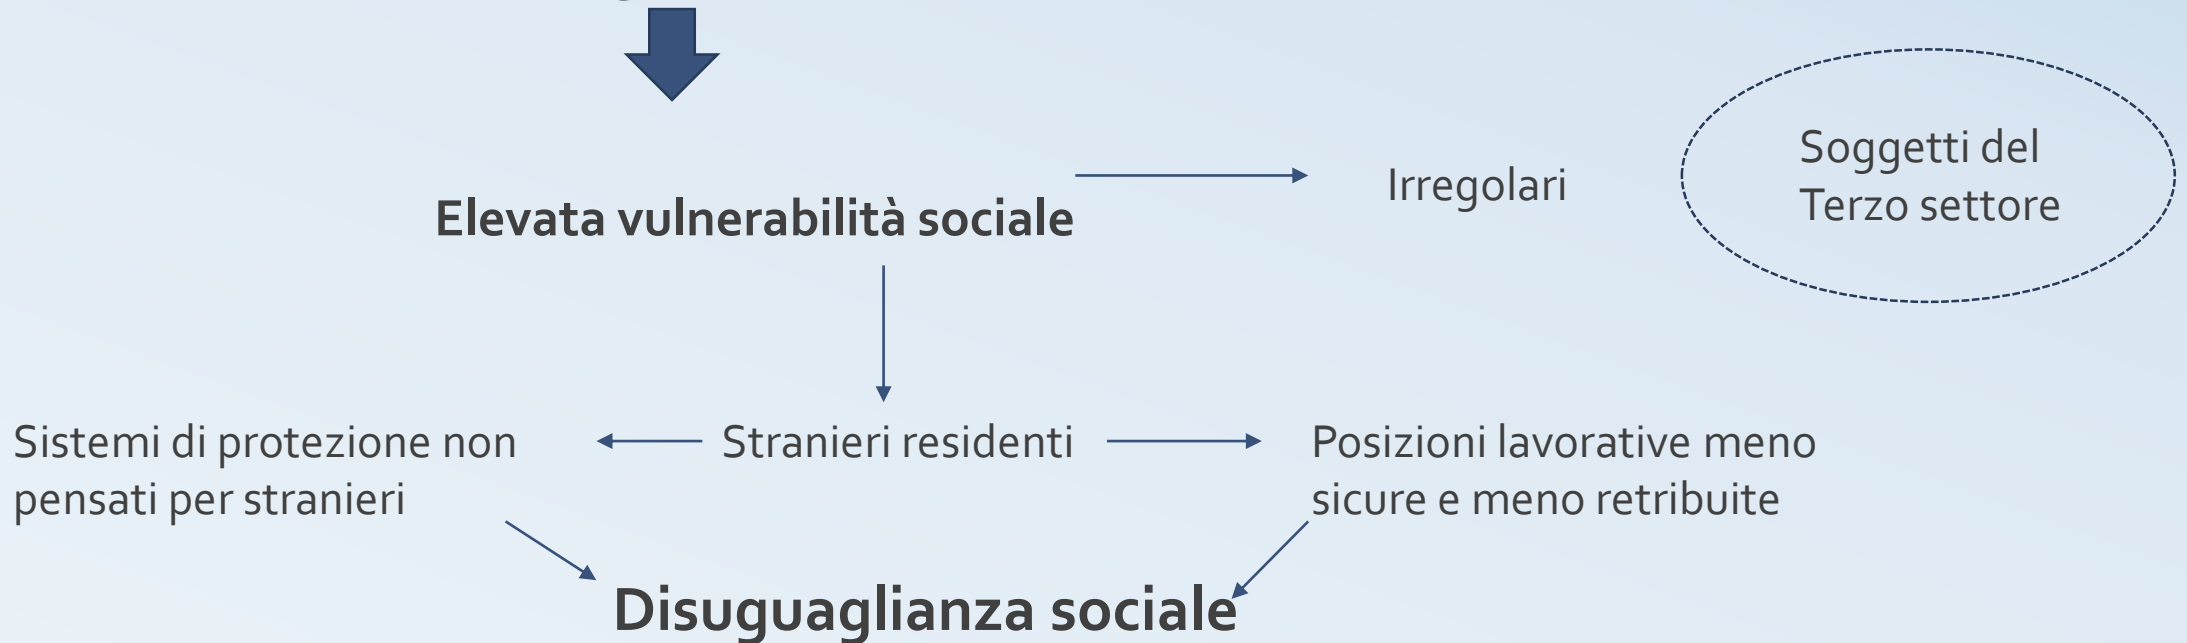 Elevata vulnerabilità sociale
Irregolari
Soggetti del
Terzo settore
Sistemi di protezione non
pensati per stranieri
Stranieri residenti
Posizioni lavorative meno
sicure e meno retribuite
Disuguaglianza sociale